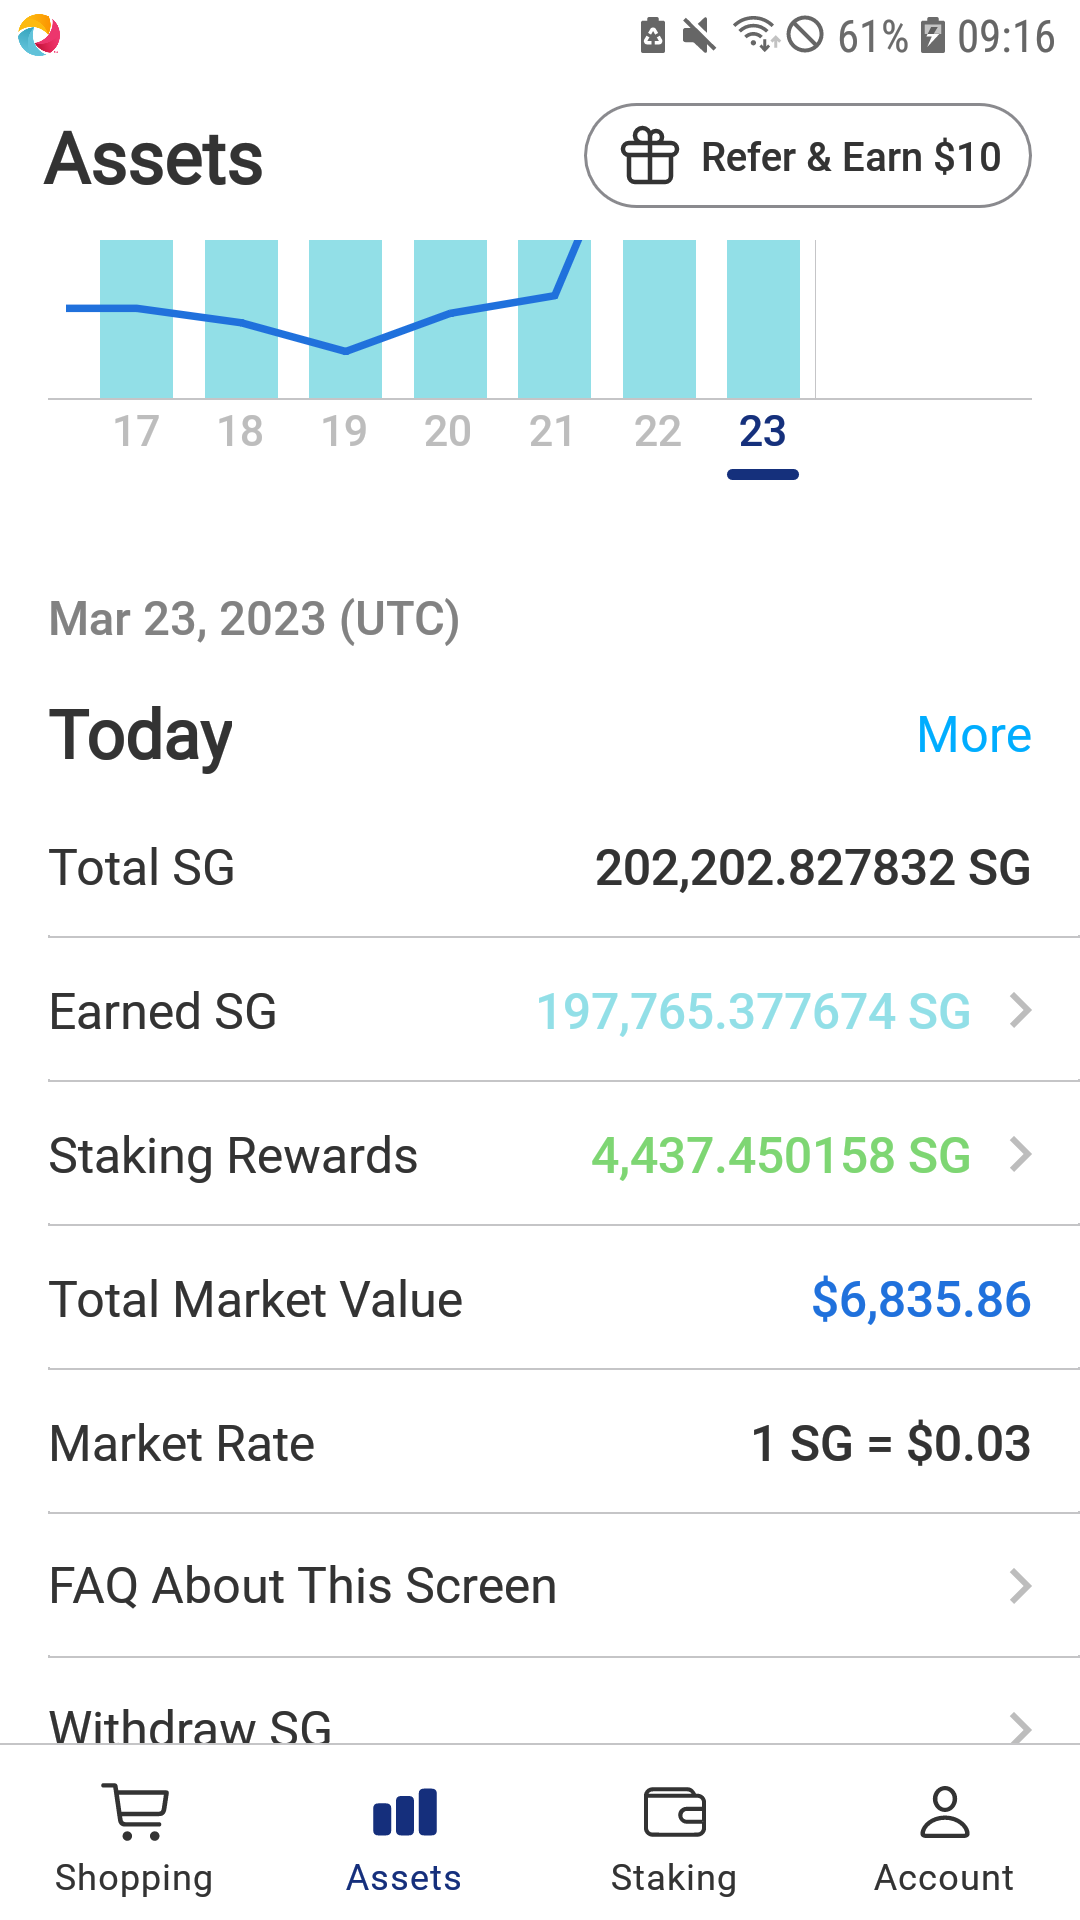 61% 09:16
Assets
Refer & Earn $10
17 18 19 20 21 22 23
Mar 23, 2023 (UTC)
Today More
Total SG 202,202.827832 SG
Earned SG 197,765.377674 SG
Staking Rewards 4,437.450158 SG
Total Market Value $6,835.86
Market Rate 1 SG = $0.03
FAQ About This Screen
Withdraw SG
Shopping Assets Staking Account